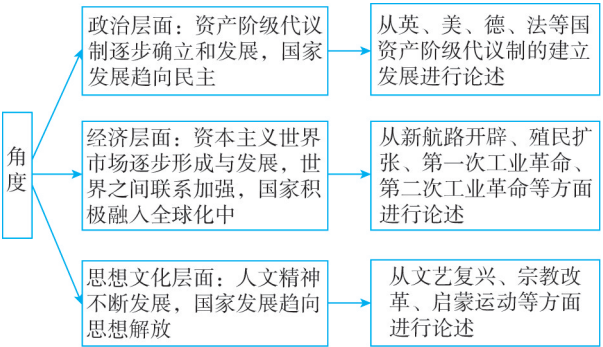 角
度
政治层面：资产阶级代议
制逐步确立和发展，国家
发展趋向民主
从英、美、德、法等国
资产阶级代议制的建立
发展进行论述
经济层面：资本主义世界
市场逐步形成与发展，世
界之间联系加强，国家积
极融入全球化中
从新航路开辟、殖民扩
张、第一次工业革命、
第二次工业革命等方面
进行论述
思想文化层面：人文精神
不断发展，国家发展趋向
思想解放
从文艺复兴、宗教改
革、启蒙运动等方面
进行论述